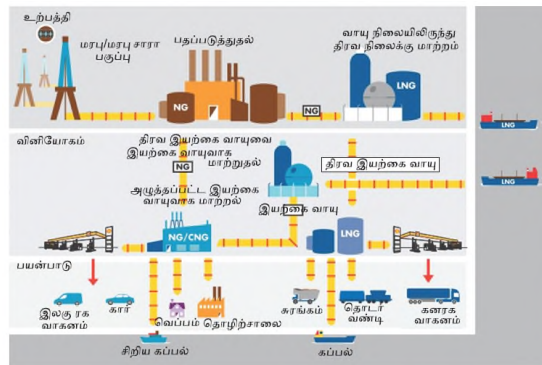 உற்பத்தி
மரபு/மரபு சாரா
பகுப்பு
பதப்படுத்துதல்
வாயு நிலையிலிருந்து
திரவ நிலைக்கு மாற்றம்
NG
NG
LNG
LNG
வினியோகம்
திரவ இயற்கை வாயுவை
இயற்கை வாயுவாக
மாற்றுதல்
NG
திரவ இயற்கை வாயு
LNG
அழுத்தப்பட்ட இயற்கை
வாயுவாக மாற்றல்
இயற்கை வாயு
NG/CNG
LNG
பயன்பாடு
இலகு ரக
வாகனம்
கார்
வெப்பம்
தொழிற்சாலை
சுரங்கம்
தொடர்
வண்டி
கனரக
வாகனம்
சிறிய கப்பல்
கப்பல்